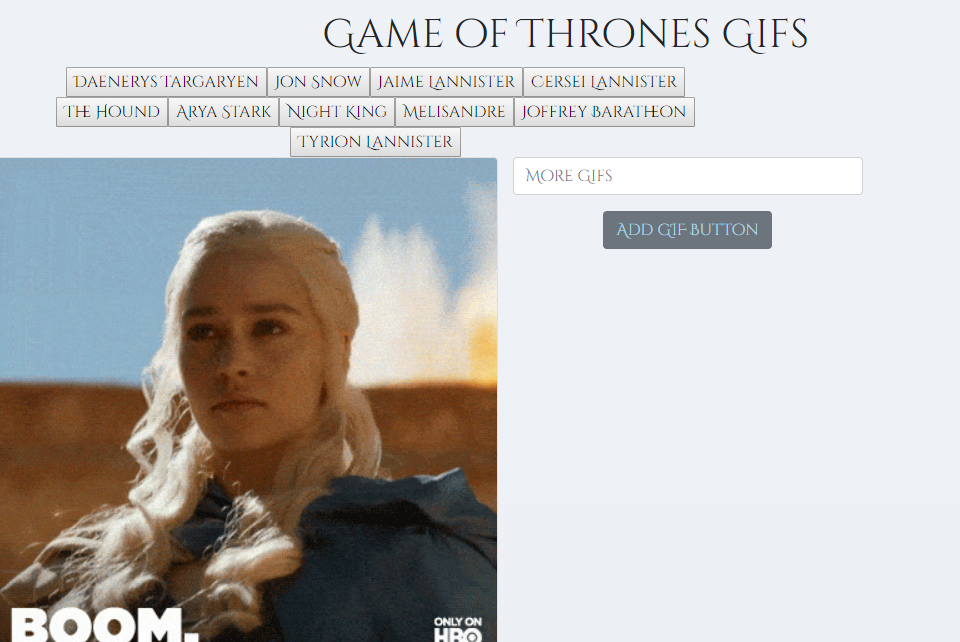 Game of Thrones Gifs
Daenerys Targaryen Jon Snow Jaime Lannister Cersei Lannister
The Hound Arya Stark Night King Melisandre Joffrey Baratheon
Tyrion Lannister
More Gifs
Add GIF Button
BOOM.
ONLY ON
HBO